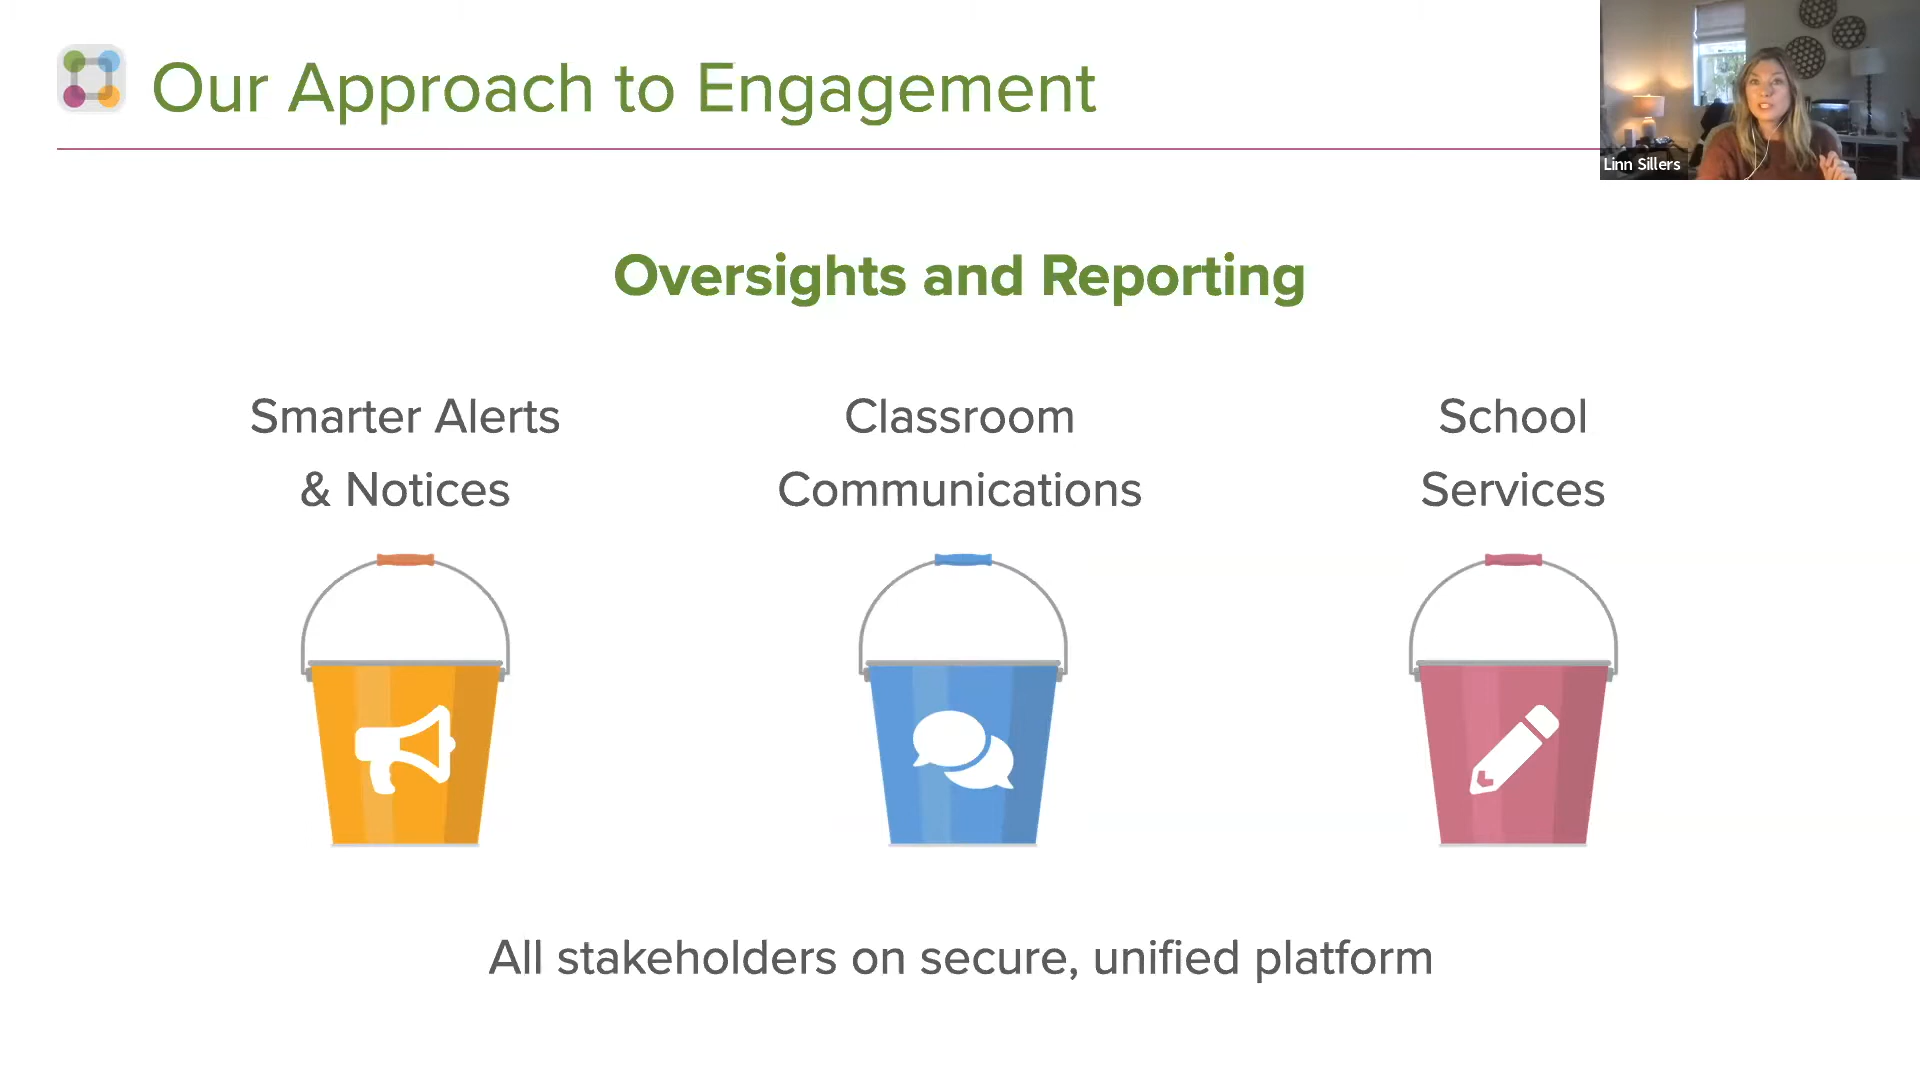 Our Approach to Engagement
Linn Sillers
Oversights and Reporting
Smarter Alerts
& Notices
Classroom
Communications
School
Services
All stakeholders on secure, unified platform